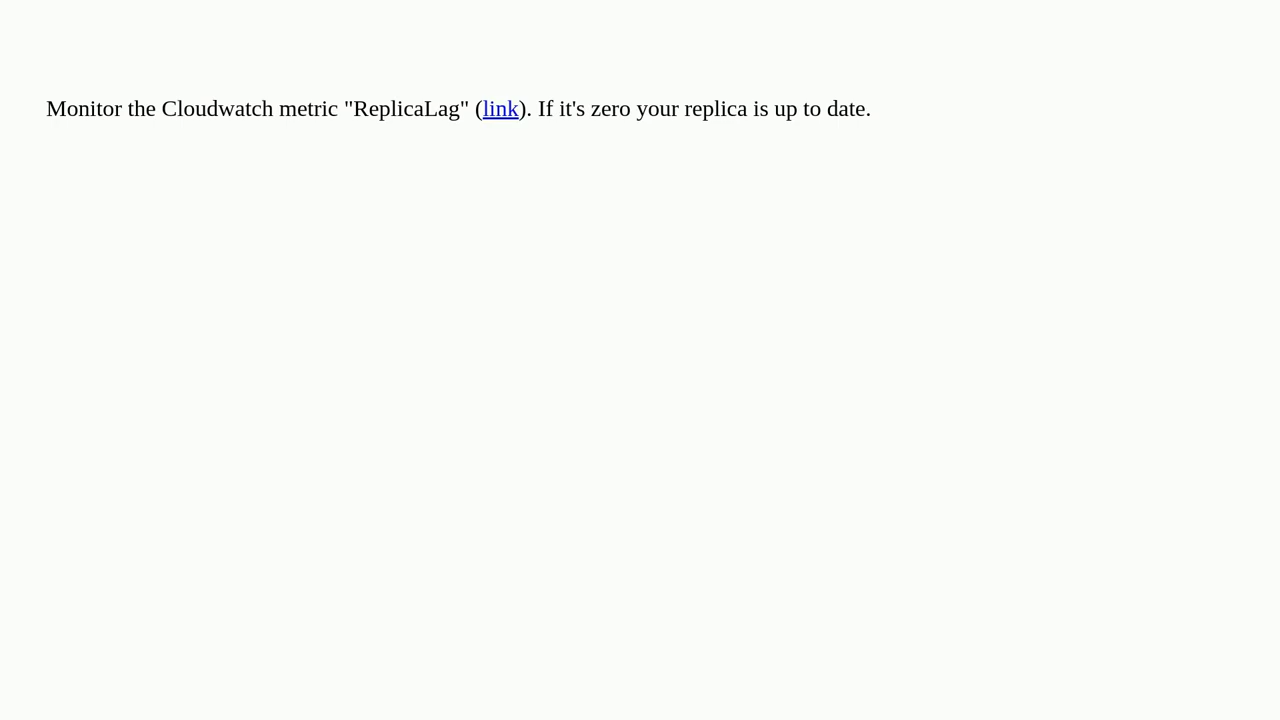 Monitor the Cloudwatch metric "ReplicaLag" (link). If it's zero your replica is up to date.